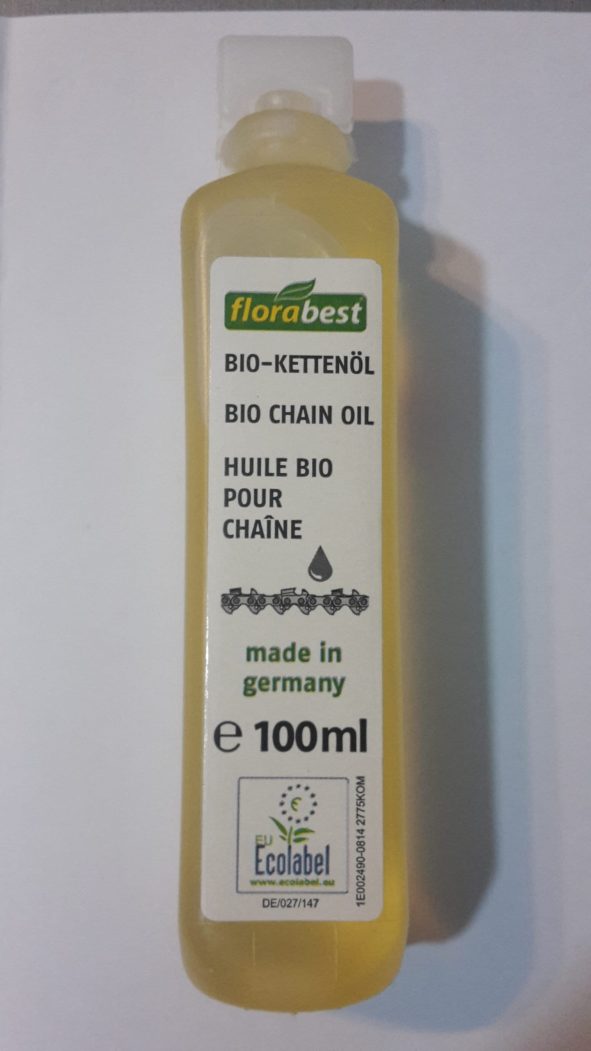 florabest
BIO-KETTENÖL
BIO CHAIN OIL
HUILE BIO
POUR
CHAÎNE
made in
germany
℮ 100ml
EU
Ecolabel
www.ecolabel.eu
DE/027/147
1E002490-0814 2775KOM